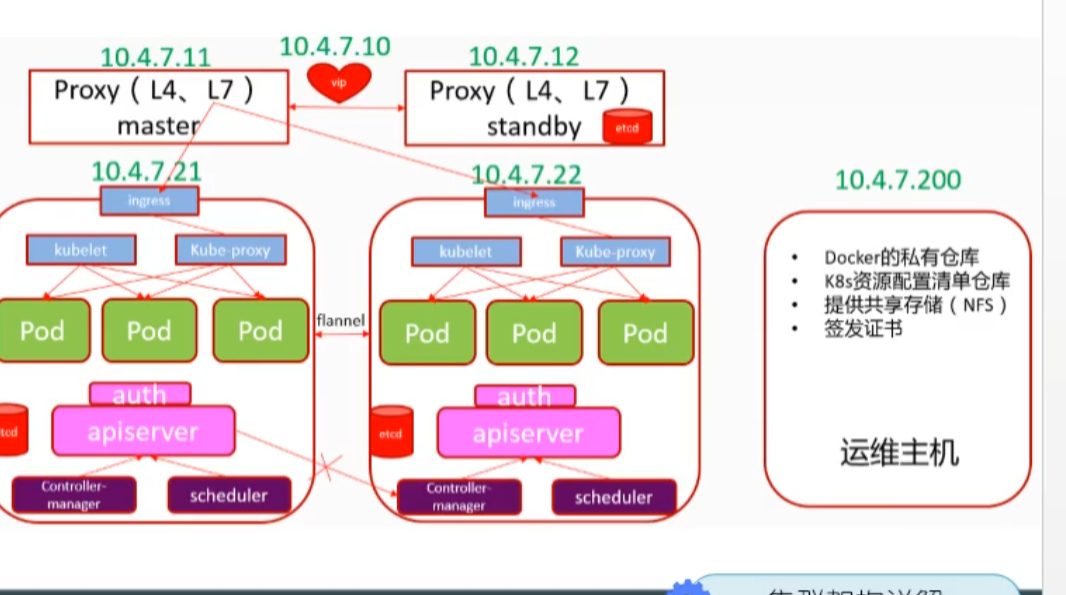 10.4.7.11
10.4.7.10
10.4.7.12
Proxy（L4、L7）
master
vip
Proxy（L4、L7）
standby
etcd
10.4.7.21
10.4.7.22
10.4.7.200
ingress
ingress
kubelet
Kube-proxy
kubelet
Kube-proxy
Docker的私有仓库
K8s资源配置清单仓库
提供共享存储（NFS）
签发证书
Pod
Pod
Pod
flannel
Pod
Pod
Pod
auth
apiserver
auth
apiserver
etcd
运维主机
Controller-
manager
scheduler
Controller-
manager
scheduler